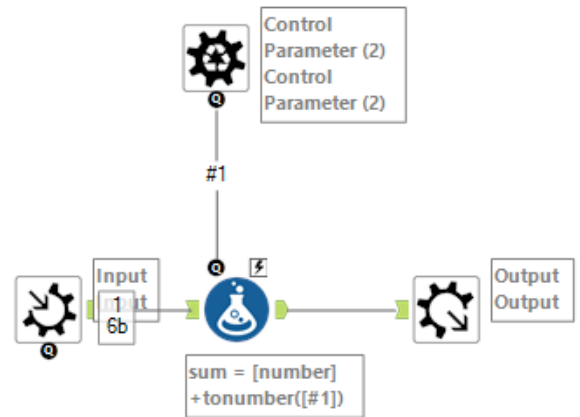 Control
Parameter (2)
Control
Parameter (2)
Q
#1
Q
Input
1
6b
Q
Output
Output
sum = [number]
+tonumber([#1])